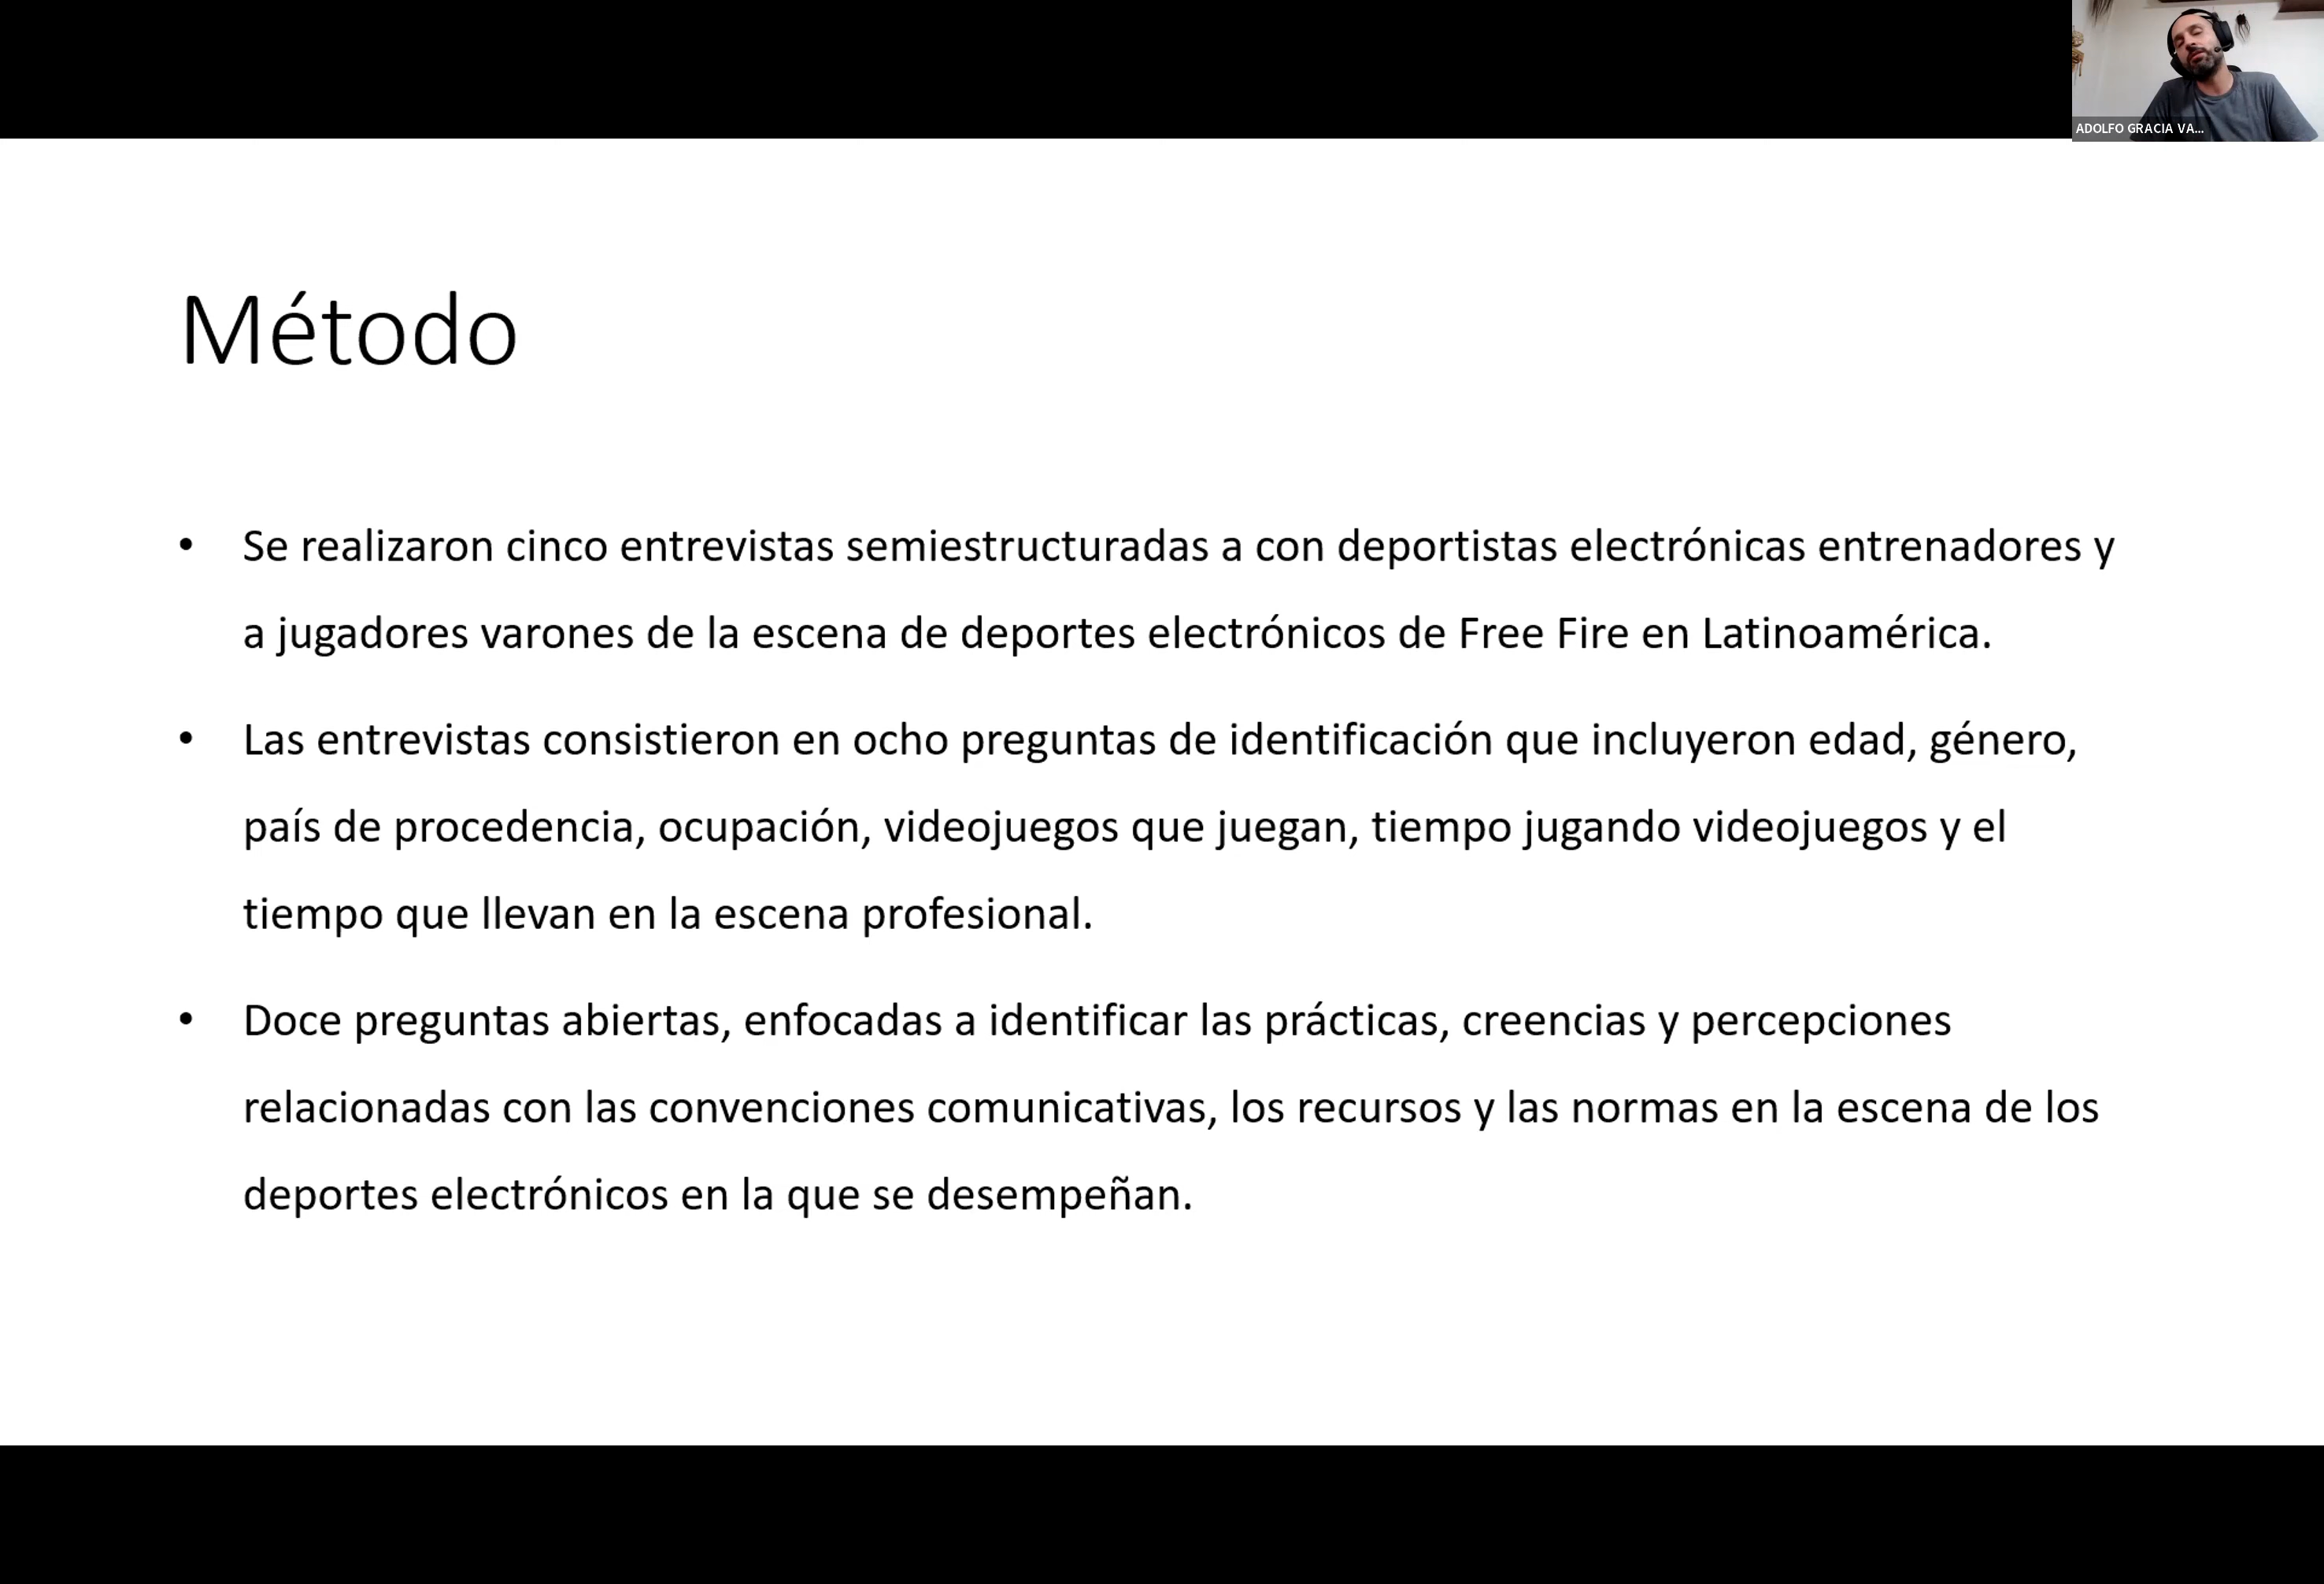 ADOLFO GRACIA VA...
Método
• Se realizaron cinco entrevistas semiestructuradas a con deportistas electrónicas entrenadores y
a jugadores varones de la escena de deportes electrónicos de Free Fire en Latinoamérica.
• Las entrevistas consistieron en ocho preguntas de identificación que incluyeron edad, género,
país de procedencia, ocupación, videojuegos que juegan, tiempo jugando videojuegos y el
tiempo que llevan en la escena profesional.
• Doce preguntas abiertas, enfocadas a identificar las prácticas, creencias y percepciones
relacionadas con las convenciones comunicativas, los recursos y las normas en la escena de los
deportes electrónicos en la que se desempeñan.